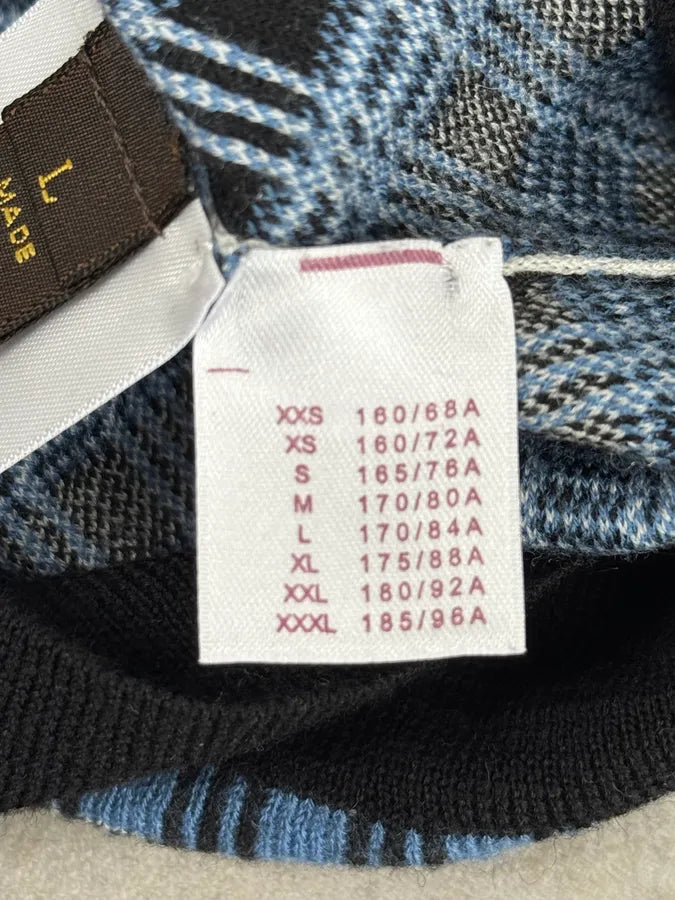 L
MADE
XXS 160/68A
XS 160/72A
S 165/76A
M 170/80A
L 170/84A
XL 175/88A
XXL 180/92A
XXXL 185/96A